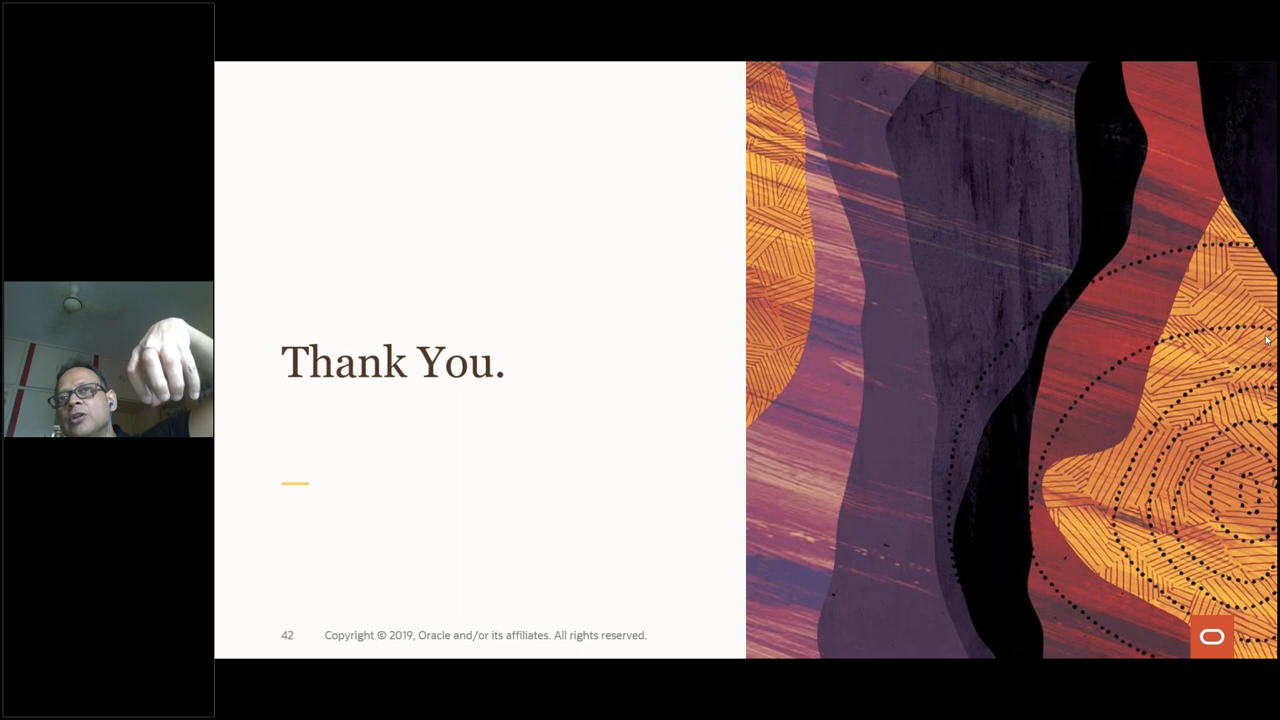 Thank You.
42 Copyright © 2019, Oracle and/or its affiliates. All rights reserved.